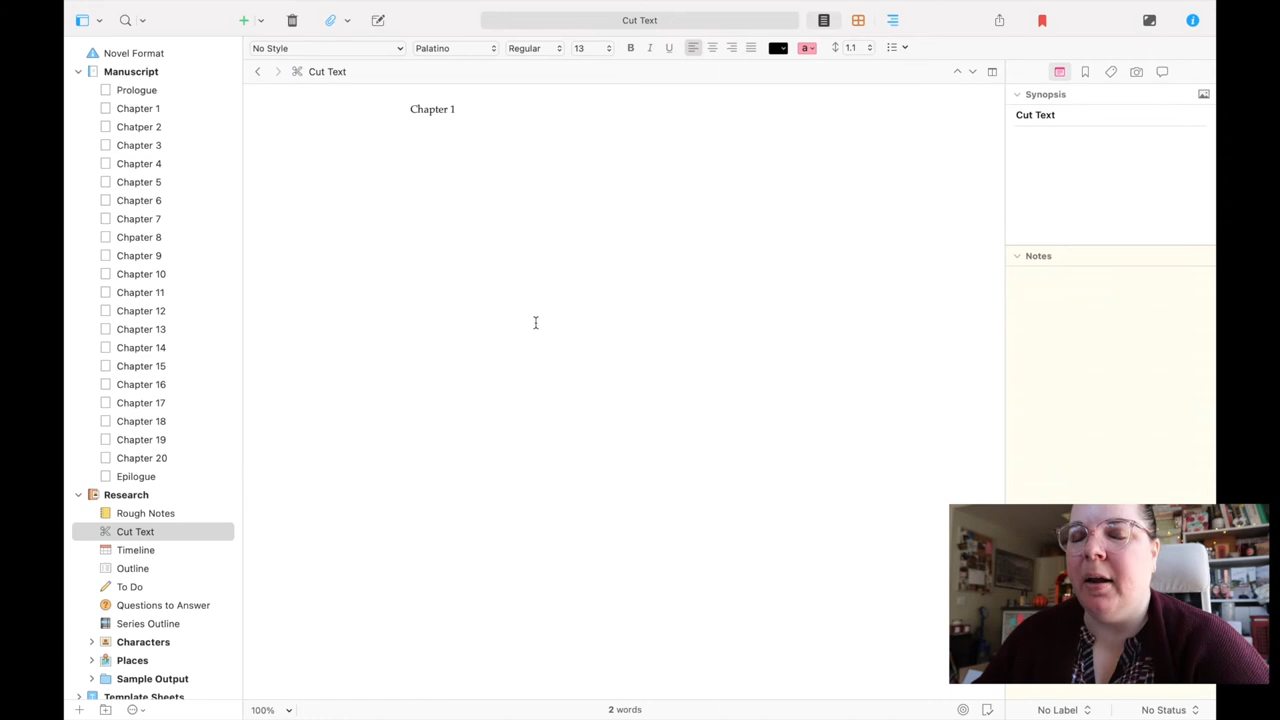 Cut Text
No Style
Palatino
Regular
13
B I U
a
1.1
Cut Text
Novel Format
Manuscript
Prologue
Chapter 1
Chatper 2
Chapter 3
Chapter 4
Chapter 5
Chapter 6
Chapter 7
Chpater 8
Chapter 9
Chapter 10
Chapter 11
Chapter 12
Chapter 13
Chapter 14
Chapter 15
Chapter 16
Chapter 17
Chapter 18
Chapter 19
Chapter 20
Epilogue
Research
Rough Notes
Cut Text
Timeline
Outline
To Do
Questions to Answer
Series Outline
Characters
Places
Sample Output
Template Sheets
Chapter 1
Synopsis
Cut Text
Notes
100%
2 words
No Label
No Status